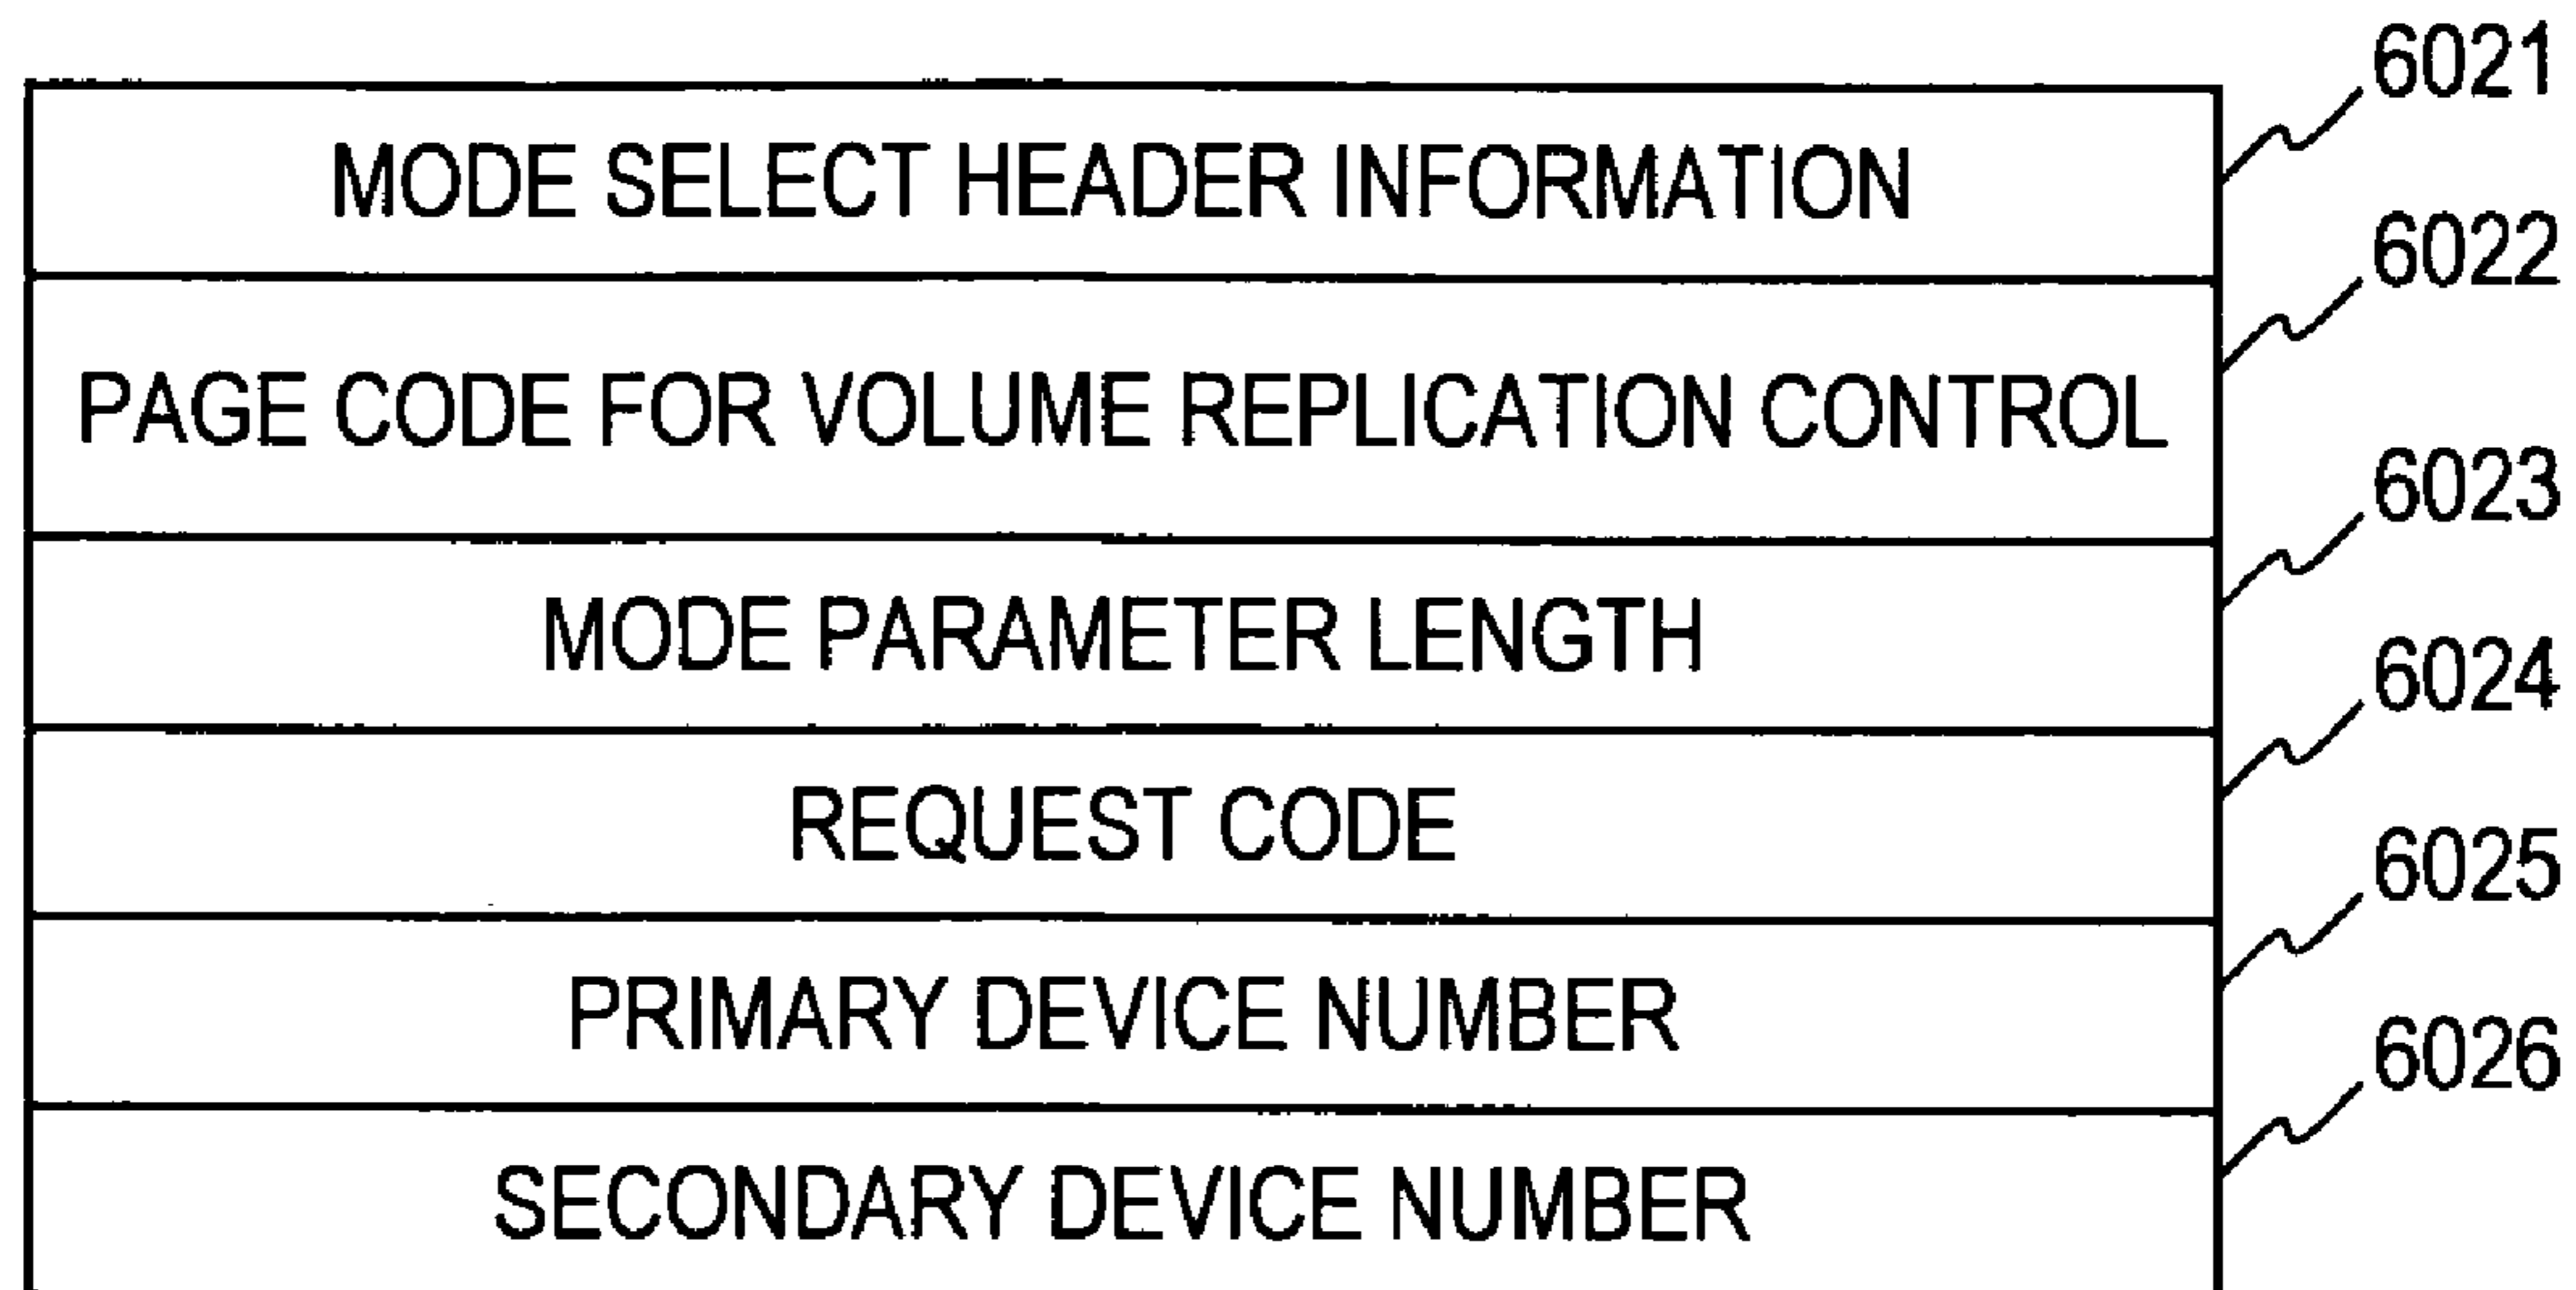 6021
MODE SELECT HEADER INFORMATION
6022
PAGE CODE FOR VOLUME REPLICATION CONTROL
6023
MODE PARAMETER LENGTH
6024
REQUEST CODE
6025
PRIMARY DEVICE NUMBER
6026
SECONDARY DEVICE NUMBER